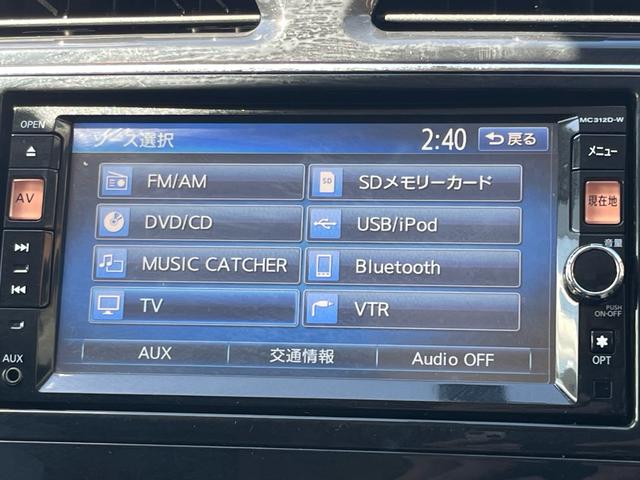 OPEN
MC312D-W
ソース選択
2:40
戻る
メニュー
AV
現在地
FM/AM
SD
SDメモリーカード
DVD/CD
USB/iPod
MUSIC CATCHER
Bluetooth
TV
VTR
音量
PUSH
ON-OFF
AUX
交通情報
Audio OFF
AUX
OPT